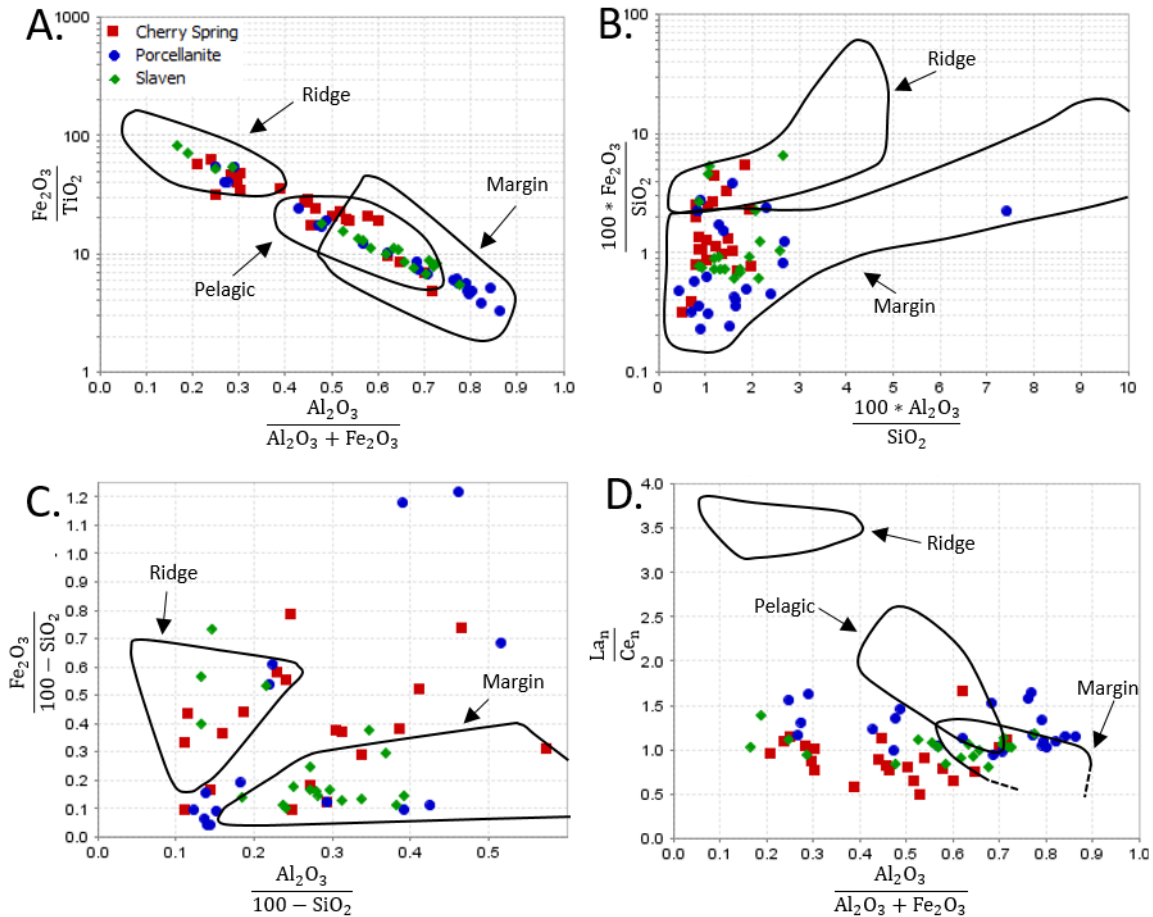 A.
1000
100
10
1
Fe₂O₃
TiO₂
Cherry Spring
Porcellanite
Slaven
Ridge
Margin
Pelagic
0.0 0.1 0.2 0.3 0.4 0.5 0.6 0.7 0.8 0.9 1.0
Al₂O₃
Al₂O₃ + Fe₂O₃
B.
100
10
1
0.1
100 * Fe₂O₃
SiO₂
Ridge
Margin
0 1 2 3 4 5 6 7 8 9 10
100 * Al₂O₃
SiO₂
C.
1.2
1.1
1.0
0.9
0.8
0.7
0.6
0.5
0.4
0.3
0.2
0.1
0.0
Fe₂O₃
100 − SiO₂
Ridge
Margin
0.0 0.1 0.2 0.3 0.4 0.5
Al₂O₃
100 − SiO₂
D.
4.0
3.5
3.0
2.5
2.0
1.5
1.0
0.5
0.0
Laₙ
Ceₙ
Ridge
Pelagic
Margin
0.0 0.1 0.2 0.3 0.4 0.5 0.6 0.7 0.8 0.9 1.0
Al₂O₃
Al₂O₃ + Fe₂O₃